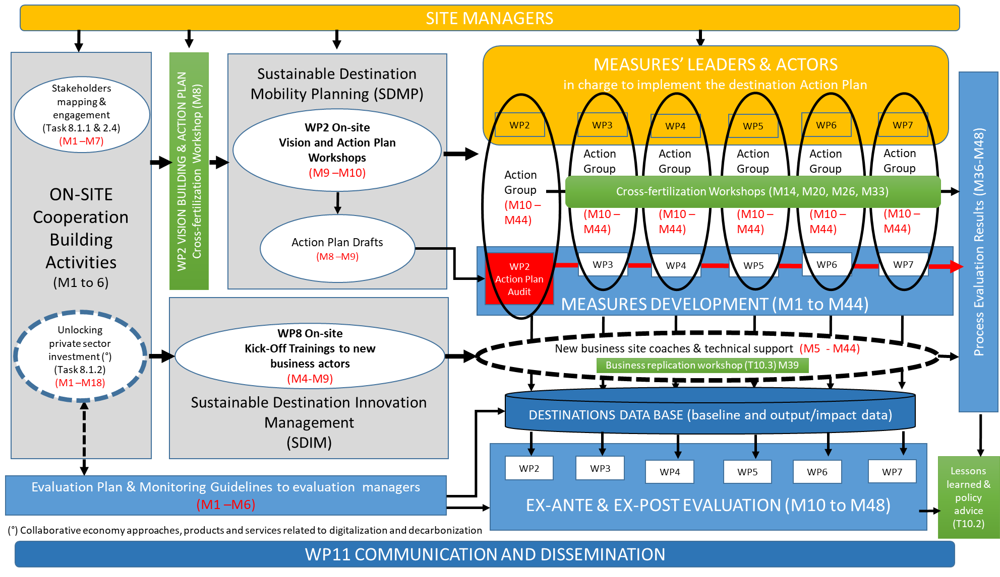 SITE MANAGERS
Stakeholders
mapping &
engagement
(Task 8.1.1 & 2.4)
(M1 –M7)
ON-SITE
Cooperation
Building
Activities
(M1 to 6)
Unlocking
private sector
investment (°)
(Task 8.1.2)
(M1 –M18)
WP2 VISION BUILDING & ACTION PLAN
Cross-fertilization Workshop (M8)
Sustainable Destination
Mobility Planning (SDMP)
WP2 On-site
Vision and Action Plan
Workshops
(M9 –M10)
Action Plan Drafts
(M8 –M9)
WP8 On-site
Kick-Off Trainings to new
business actors
(M4-M9)
Sustainable Destination Innovation
Management
(SDIM)
MEASURES' LEADERS & ACTORS
in charge to implement the destination Action Plan
WP2
WP3
WP4
WP5
WP6
WP7
Action
Group
(M10 –
M44)
Action
Group
Action
Group
Action
Group
Action
Group
Action
Group
Cross-fertilization Workshops (M14, M20, M26, M33)
(M10 –
M44)
(M10 –
M44)
(M10 –
M44)
(M10 –
M44)
(M10 –
M44)
WP2
Action Plan
Audit
WP3
WP4
WP5
WP6
WP7
MEASURES DEVELOPMENT (M1 to M44)
New business site coaches & technical support (M5 - M44)
Business replication workshop (T10.3) M39
DESTINATIONS DATA BASE (baseline and output/impact data)
WP2
WP3
WP4
WP5
WP6
WP7
EX-ANTE & EX-POST EVALUATION (M10 to M48)
Process Evaluation Results (M36-M48)
Lessons
learned &
policy
advice
(T10.2)
Evaluation Plan & Monitoring Guidelines to evaluation managers
(M1 –M6)
(°) Collaborative economy approaches, products and services related to digitalization and decarbonization
WP11 COMMUNICATION AND DISSEMINATION